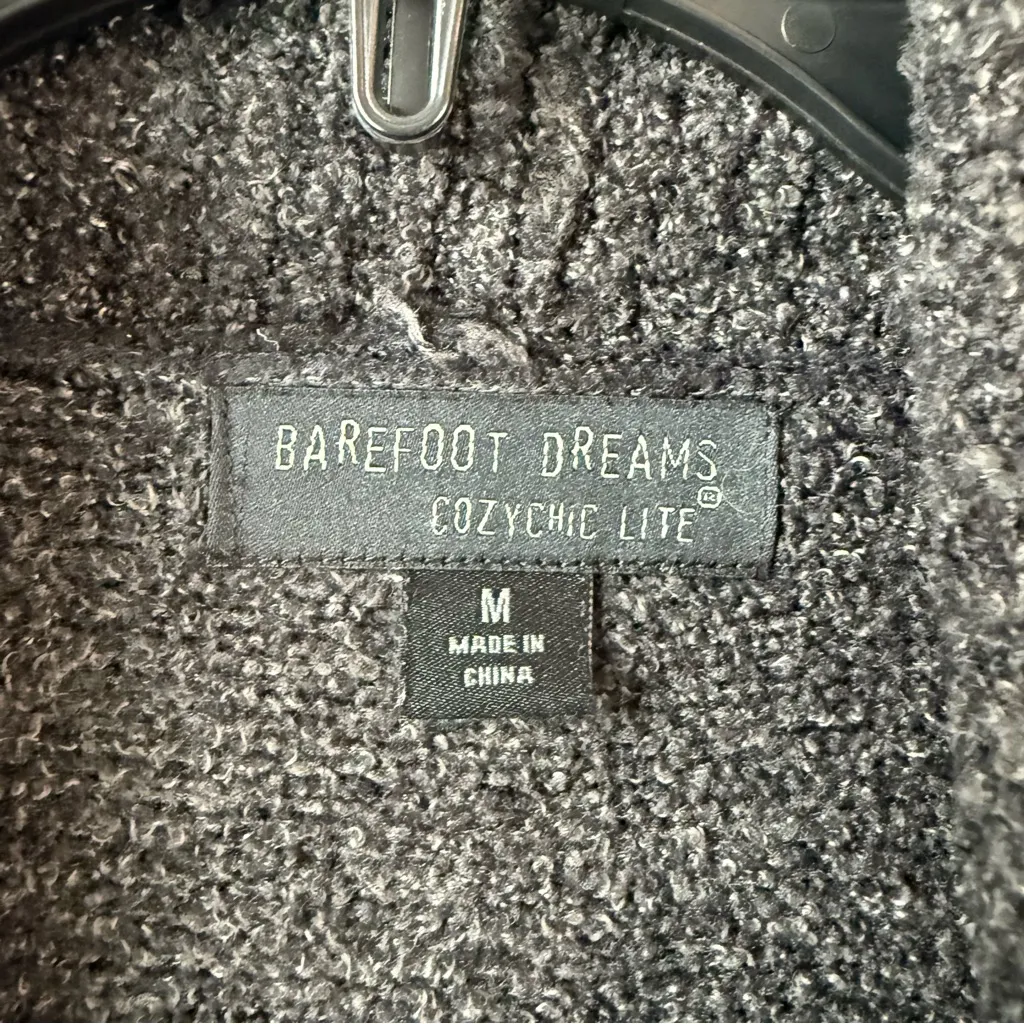 BAREFOOT DREAMS®
COZYCHIC LITE
M
MADE IN
CHINA